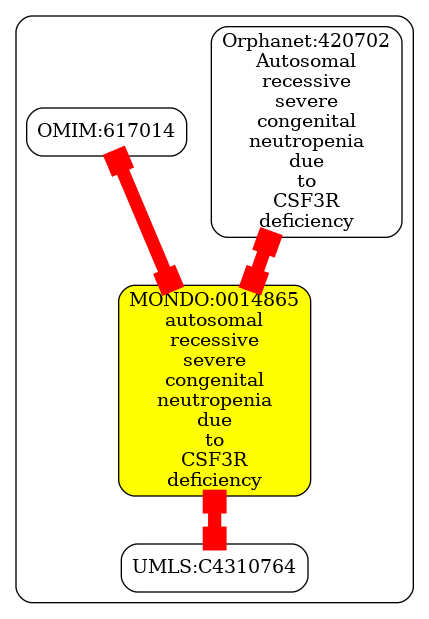 Orphanet:420702
Autosomal
recessive
severe
congenital
neutropenia
due
to
CSF3R
deficiency
OMIM:617014
MONDO:0014865
autosomal
recessive
severe
congenital
neutropenia
due
to
CSF3R
deficiency
UMLS:C4310764